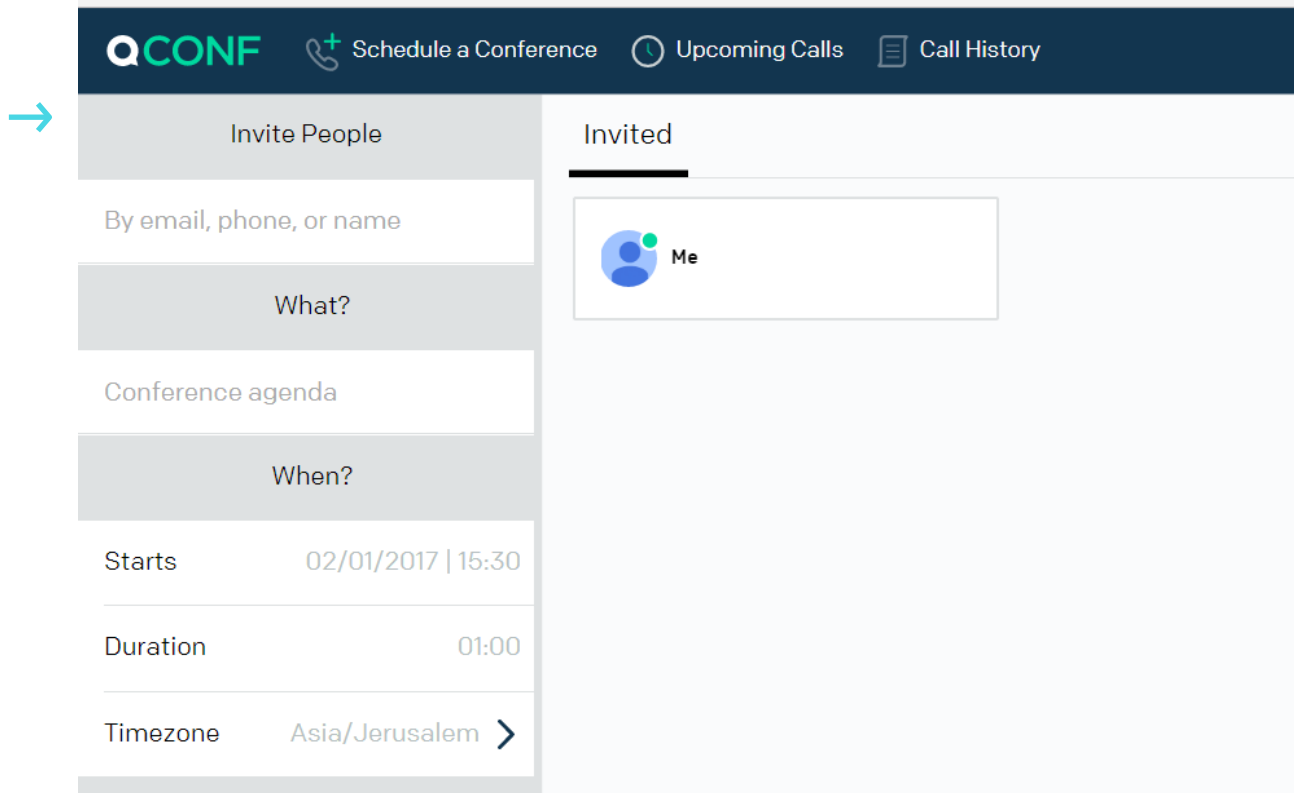 QCONF Schedule a Conference Upcoming Calls Call History
Invite People
By email, phone, or name
What?
Conference agenda
When?
Starts 02/01/2017 | 15:30
Duration 01:00
Timezone Asia/Jerusalem
Invited
Me